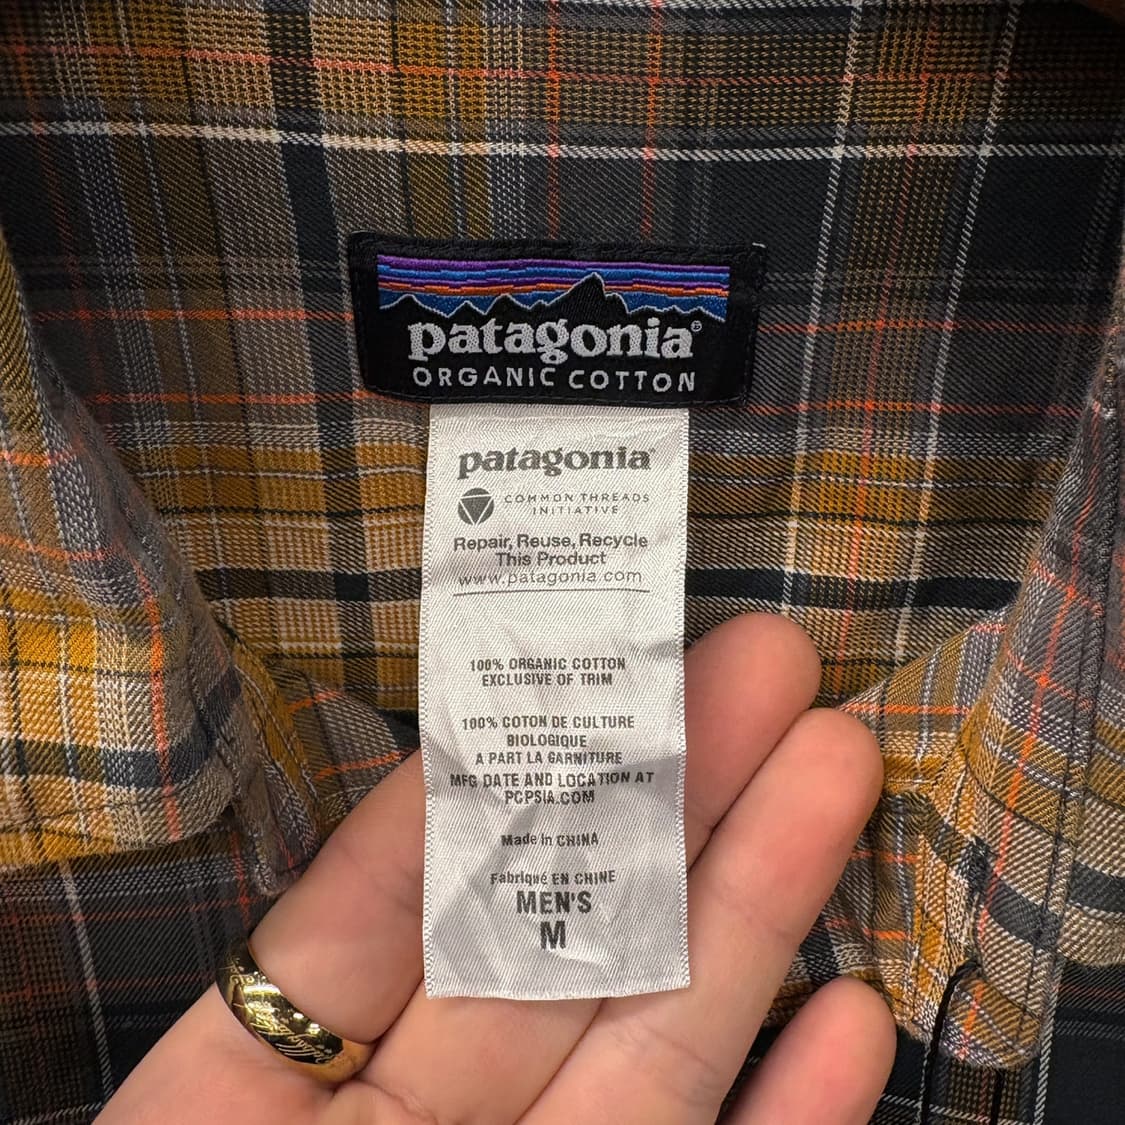 patagonia®
ORGANIC COTTON
patagonia®
COMMON THREADS
INITIATIVE
Repair, Reuse, Recycle
This Product
www.patagonia.com
100% ORGANIC COTTON
EXCLUSIVE OF TRIM
100% COTON DE CULTURE
BIOLOGIQUE
A PART LA GARNITURE
MFG DATE AND LOCATION AT
PCPSIA.COM
Made in CHINA
Fabriqué EN CHINE
MEN'S
M